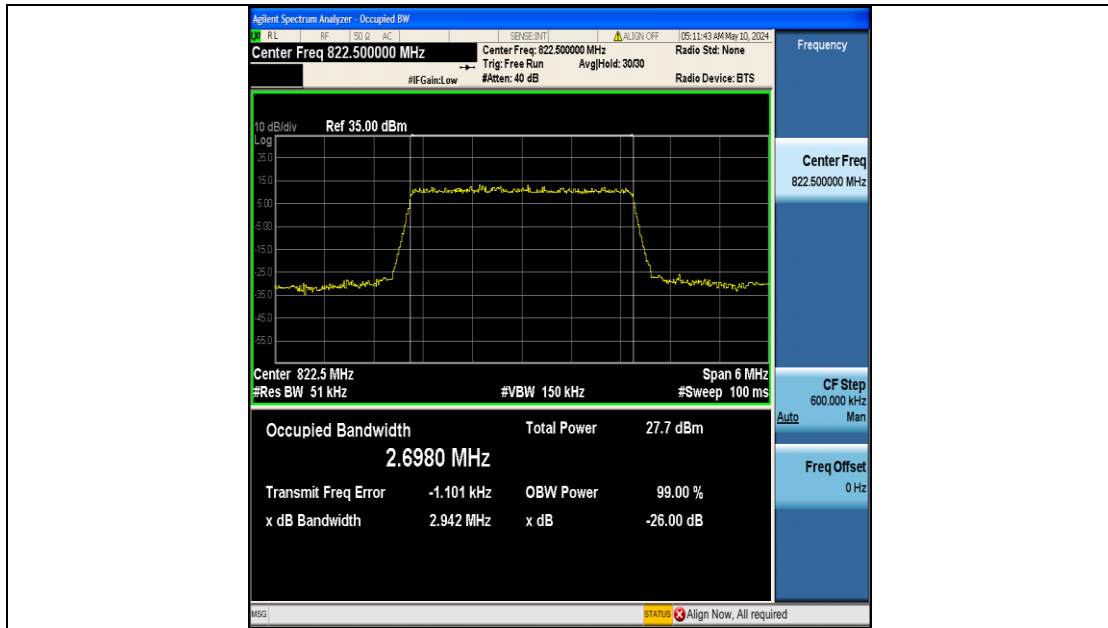 Agilent Spectrum Analyzer - Occupied BW
RL RF 50 Ω AC SENSE:INT ALIGN OFF 05:11:43 AM May 10, 2024
Center Freq 822.500000 MHz
Center Freq: 822.500000 MHz
Radio Std: None
Trig: Free Run
Avg|Hold: 30/30
#IFGain:Low
#Atten: 40 dB
Radio Device: BTS
10 dB/div
Ref 35.00 dBm
Log
25.0
15.0
5.00
-5.00
-15.0
-25.0
-35.0
-45.0
-55.0
Center 822.5 MHz
Span 6 MHz
#Res BW 51 kHz
#VBW 150 kHz
#Sweep 100 ms
Occupied Bandwidth
2.6980 MHz
Total Power 27.7 dBm
Transmit Freq Error -1.101 kHz
OBW Power 99.00 %
x dB Bandwidth 2.942 MHz
x dB -26.00 dB
Frequency
Center Freq
822.500000 MHz
CF Step
600.000 kHz
Auto Man
Freq Offset
0 Hz
MSG
STATUS Align Now, All required